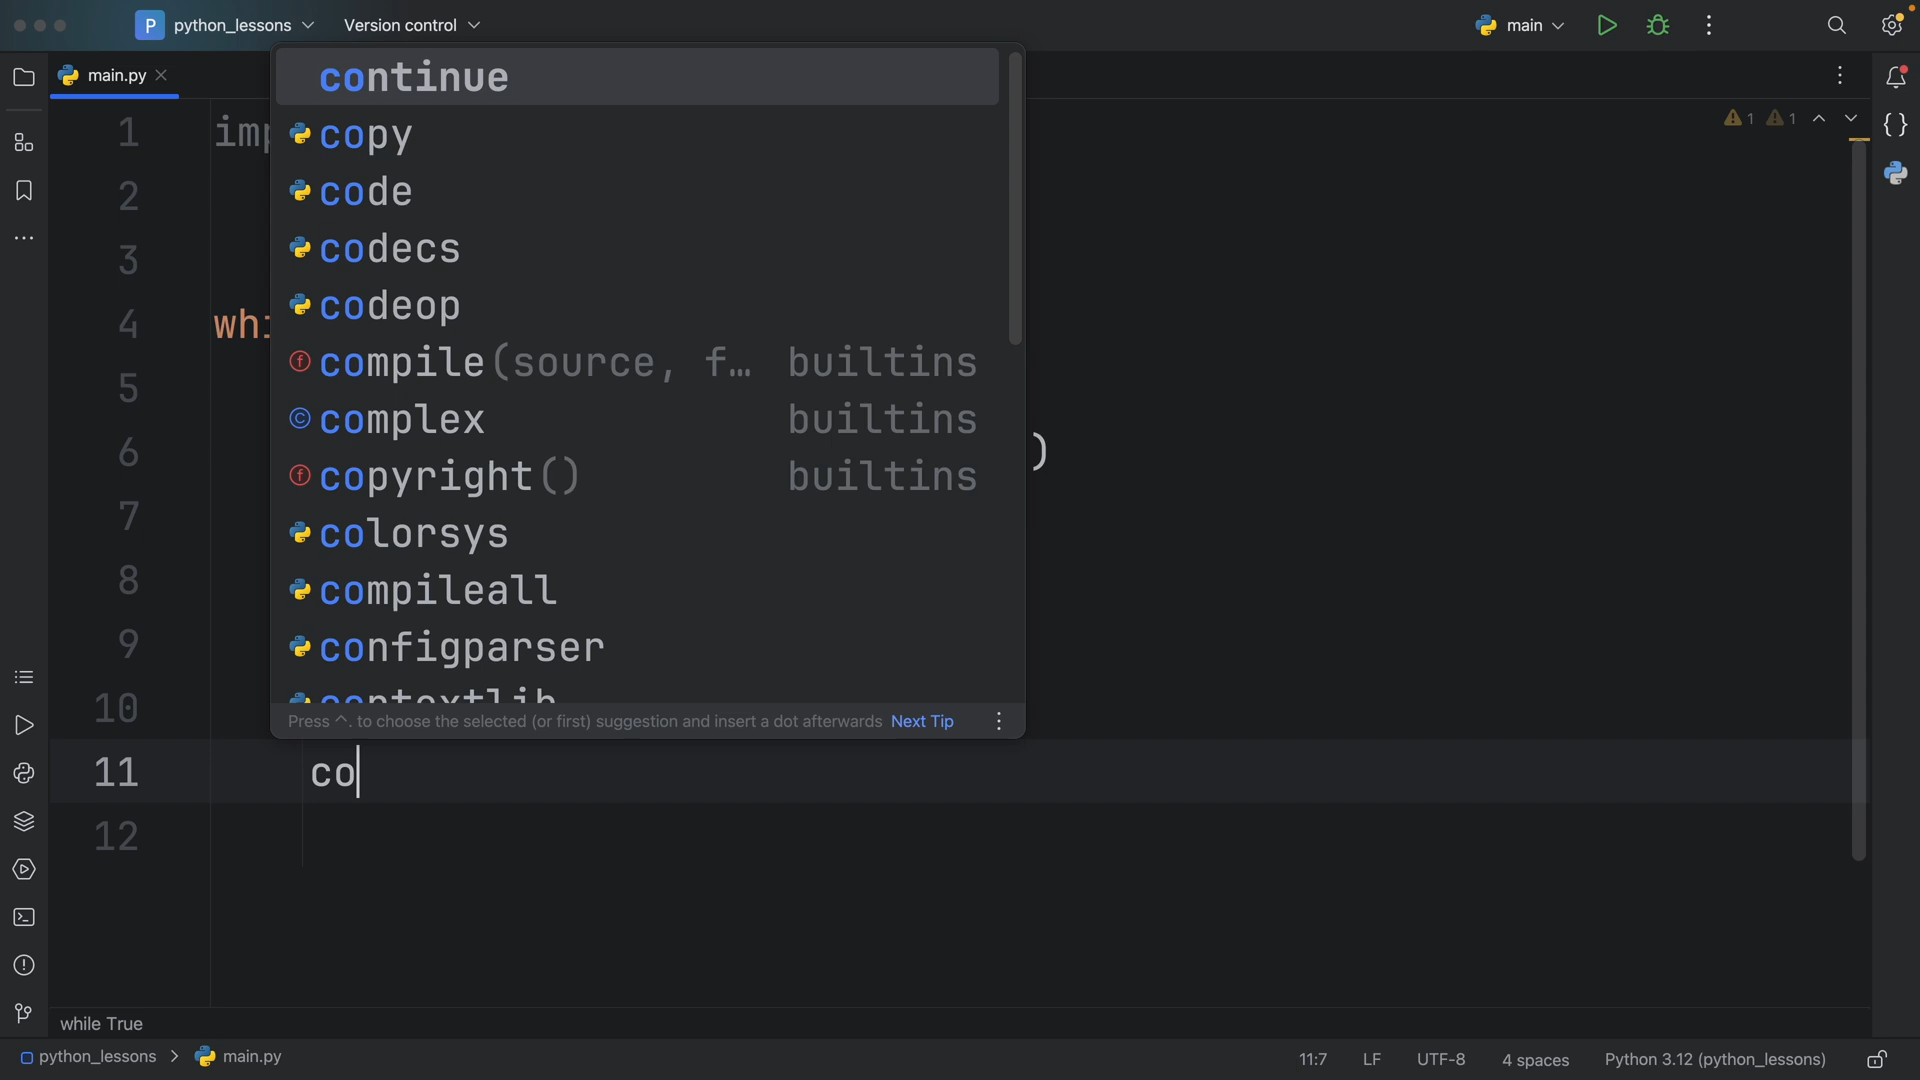 P python_lessons Version control main
main.py
1 imp
2
3
4 whi
5
6 )
7
8
9
10
11 co
12
continue
copy
code
codecs
codeop
compile(source, f… builtins
complex builtins
copyright() builtins
colorsys
compileall
configparser
contextlib
Press ^. to choose the selected (or first) suggestion and insert a dot afterwards Next Tip
1 1
while True
python_lessons > main.py
11:7 LF UTF-8 4 spaces Python 3.12 (python_lessons)